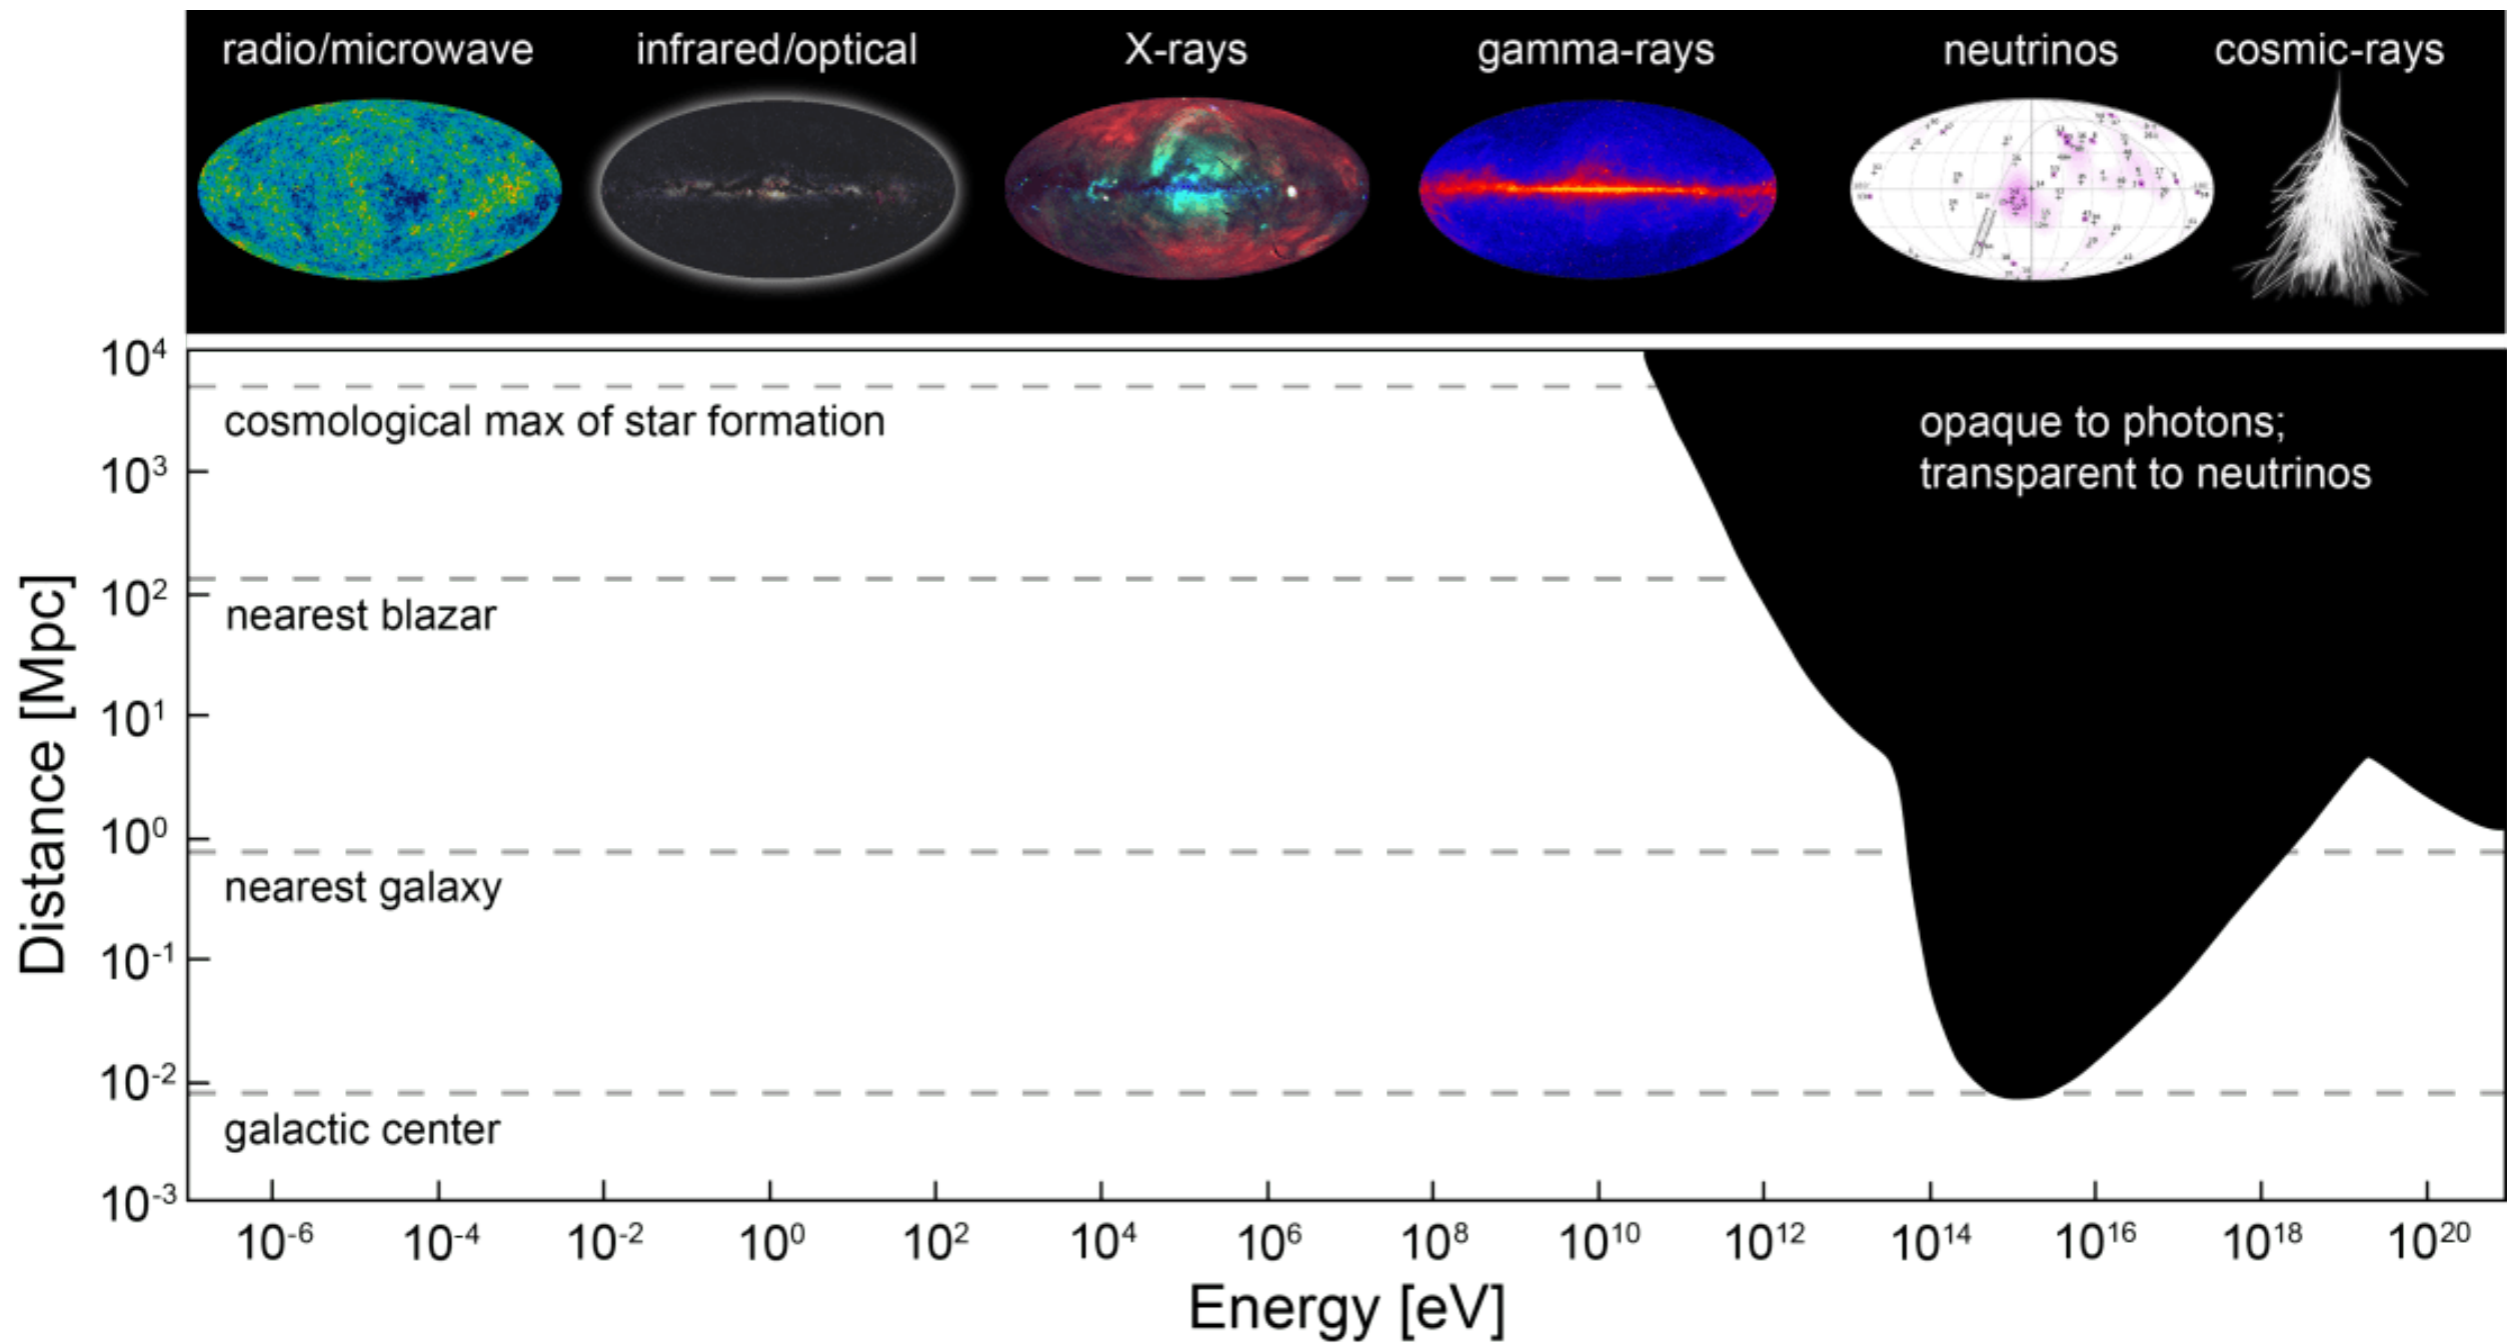 radio/microwave infrared/optical X-rays gamma-rays neutrinos cosmic-rays
10⁴
cosmological max of star formation
opaque to photons;
transparent to neutrinos
10³
10²
nearest blazar
10¹
10⁰
nearest galaxy
10⁻¹
10⁻²
galactic center
10⁻³
Distance [Mpc]
10⁻⁶ 10⁻⁴ 10⁻² 10⁰ 10² 10⁴ 10⁶ 10⁸ 10¹⁰ 10¹² 10¹⁴ 10¹⁶ 10¹⁸ 10²⁰
Energy [eV]